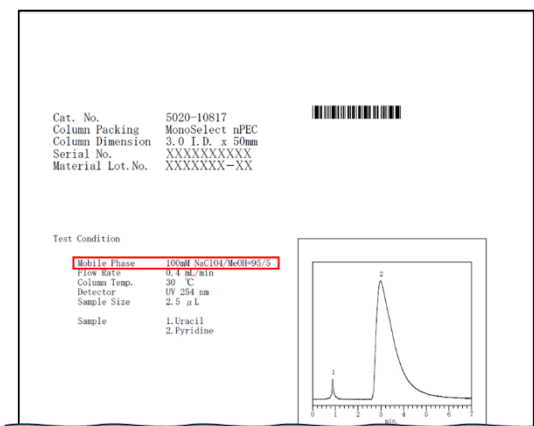 Cat. No. 5020-10817
Column Packing MonoSelect nPEC
Column Dimension 3.0 I.D. x 50mm
Serial No. XXXXXXXXXX
Material Lot.No. XXXXXXX-XX
Test Condition
Mobile Phase 100mM NaClO4/MeOH=95/5
Flow Rate 0.4 mL/min
Column Temp. 30 ℃
Detector UV 254 nm
Sample Size 2.5 μL
Sample 1.Uracil
2.Pyridine
2
1
0 1 2 3 4 5 6 7
min.